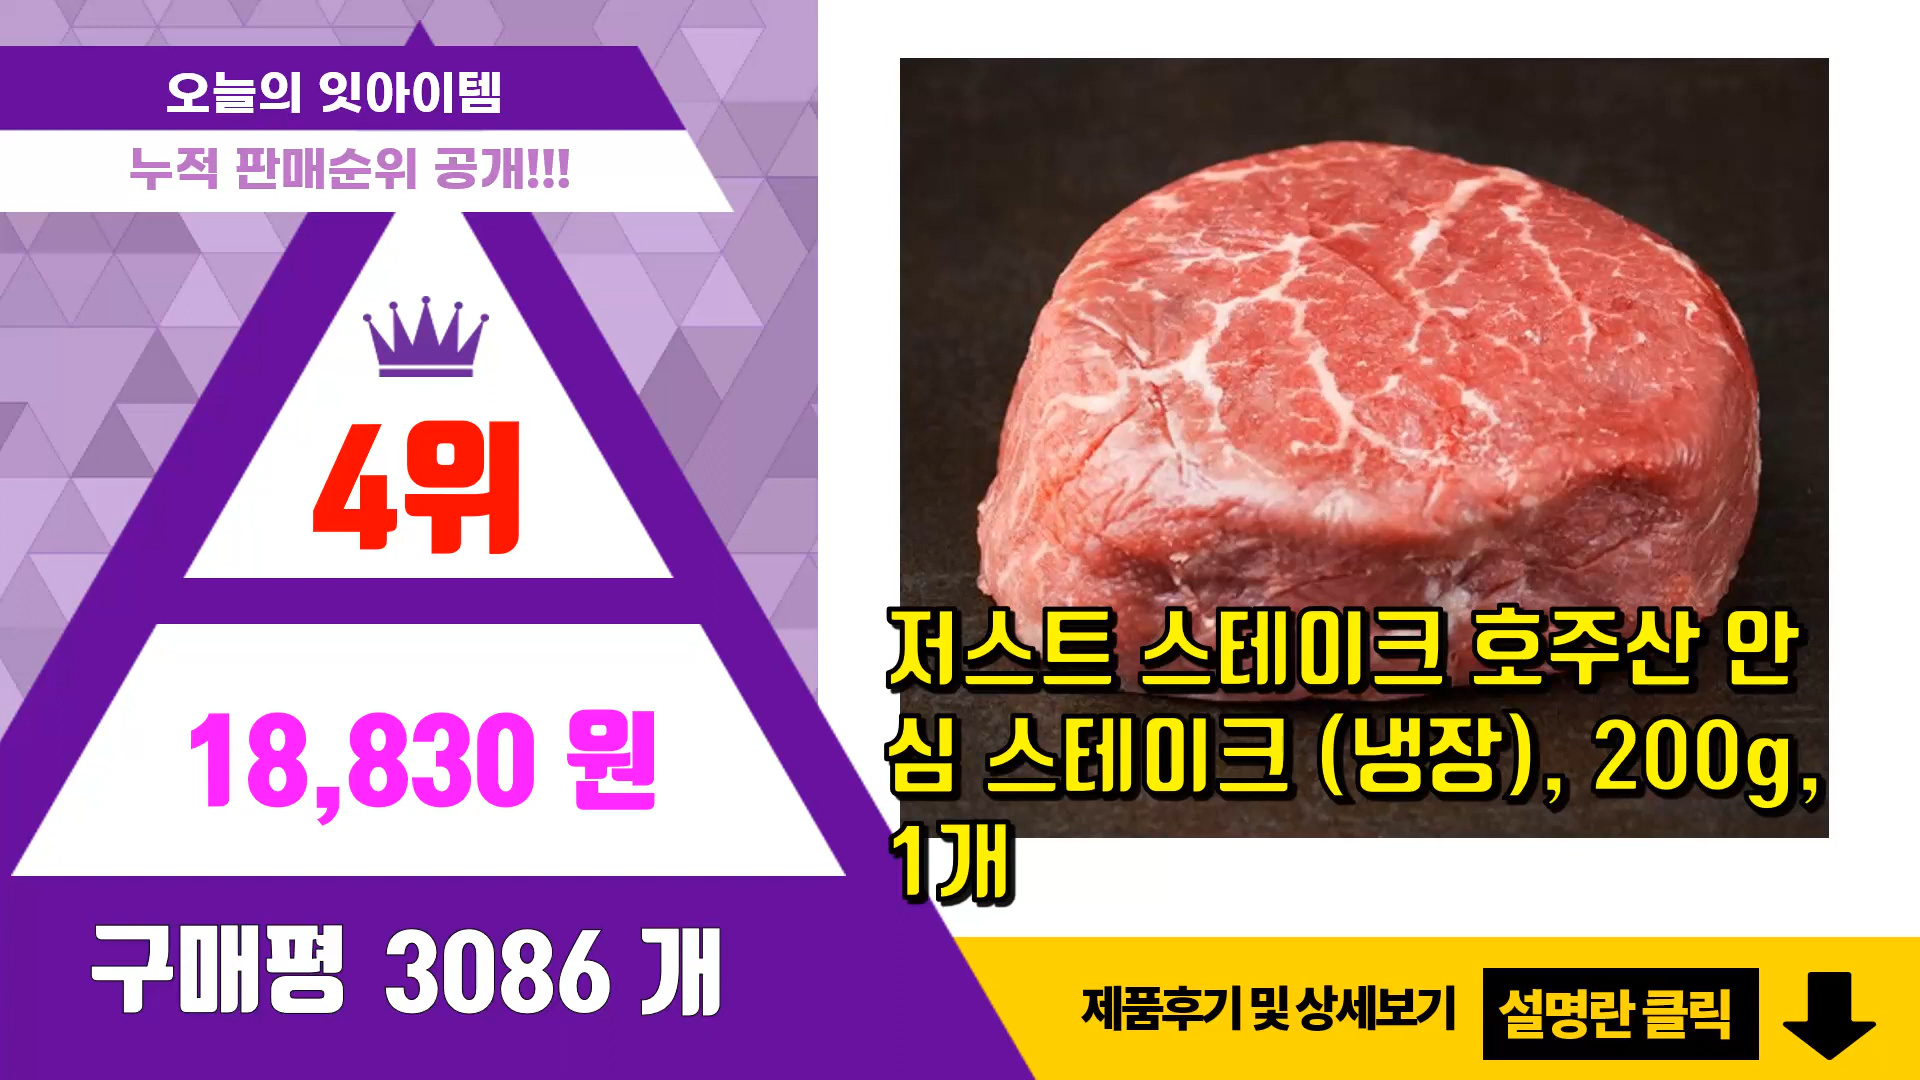 오늘의 잇아이템
누적 판매순위 공개!!!
4위
18,830 원
구매평 3086 개
저스트 스테이크 호주산 안
심 스테이크 (냉장), 200g,
1개
제품후기 및 상세보기
설명란 클릭